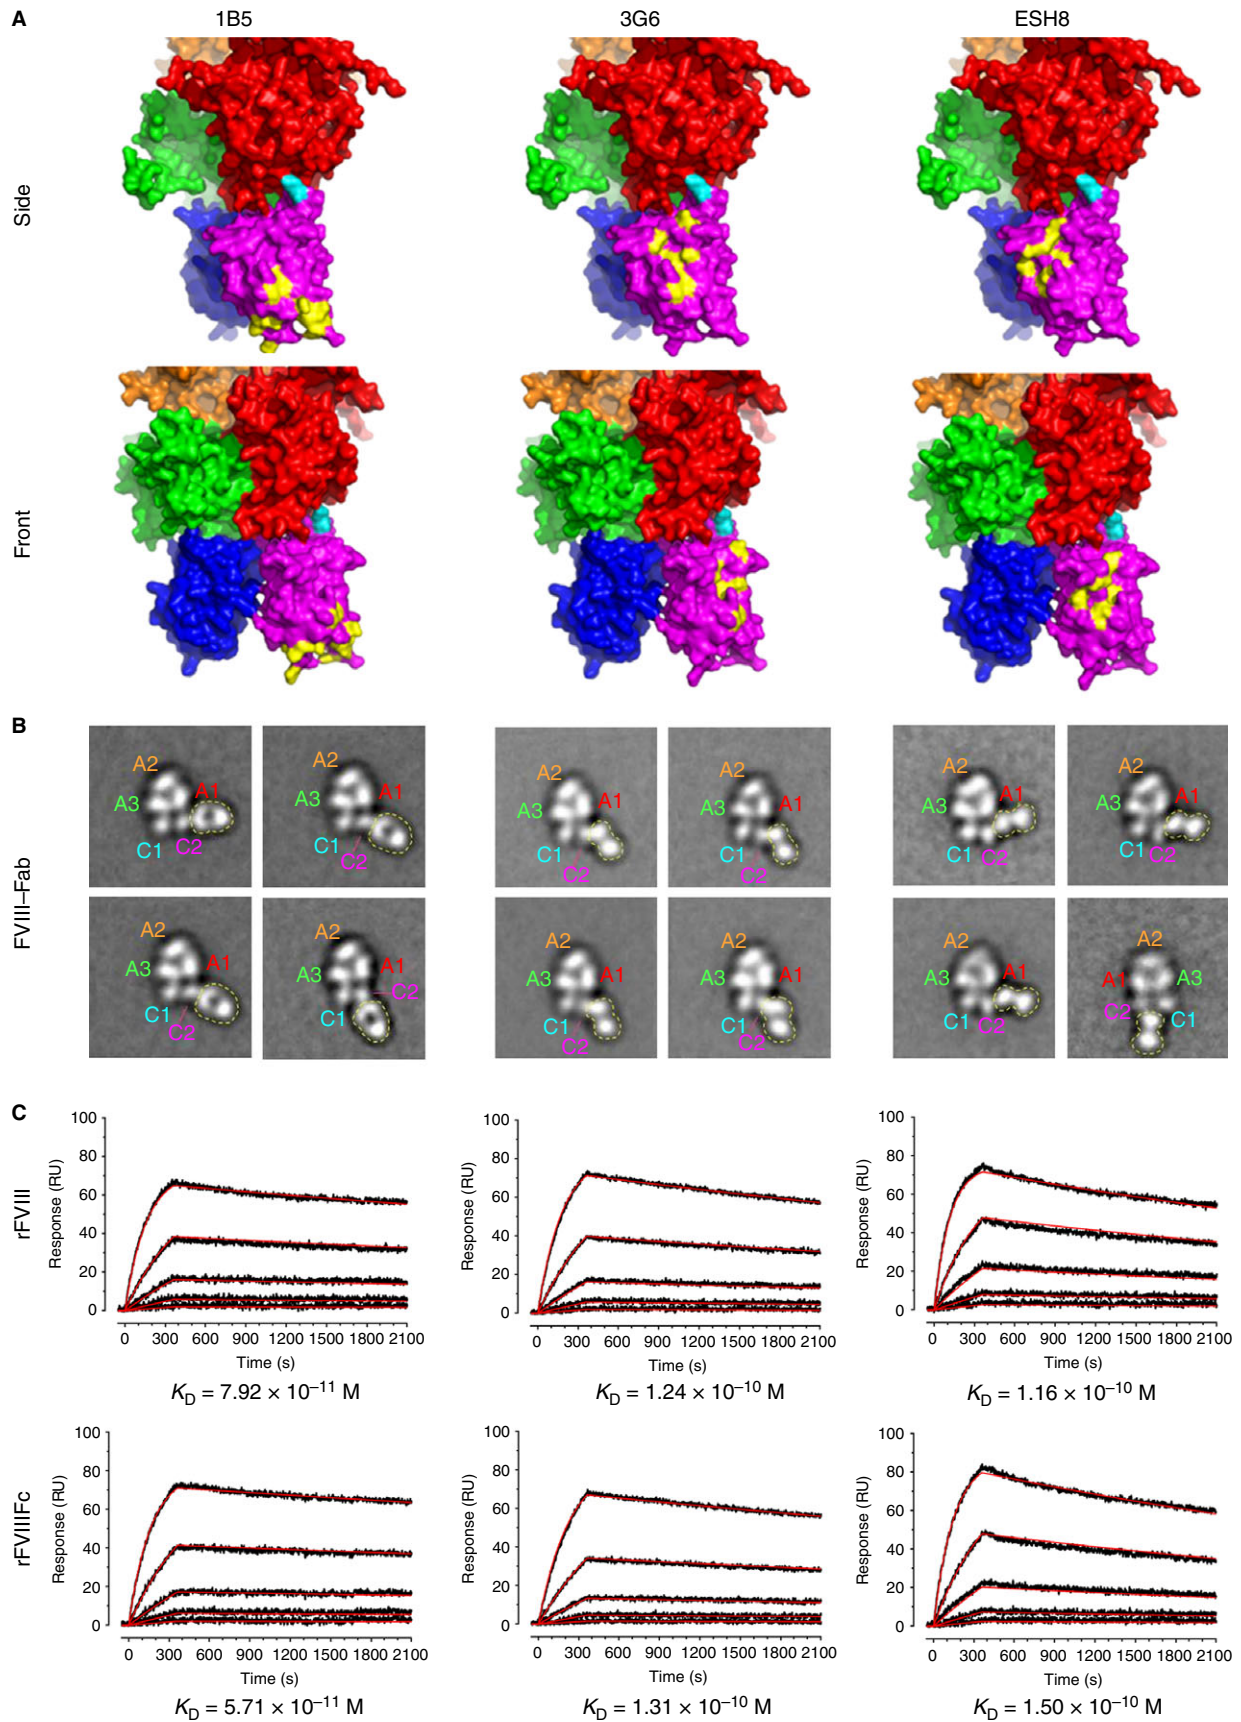 A
1B5
3G6
ESH8
Side
Front
B
FVIII–Fab
A2
A3
A1
C1
C2
A2
A3
A1
C1
C2
A2
A3
A1
C1
C2
A2
A3
A1
C1
C2
A2
A3
A1
C1
C2
A2
A3
A1
C1
C2
A2
A3
A1
C1
C2
A2
A3
A1
C1
C2
A2
A3
A1
C1
C2
A2
A3
A1
C1
C2
A2
A3
A1
C1
C2
A2
A1
A3
C2
C1
C
rFVIII
Response (RU)
100
80
60
40
20
0
0 300 600 900 1200 1500 1800 2100
Time (s)
K_D = 7.92 × 10⁻¹¹ M
Response (RU)
100
80
60
40
20
0
0 300 600 900 1200 1500 1800 2100
Time (s)
K_D = 1.24 × 10⁻¹⁰ M
Response (RU)
100
80
60
40
20
0
0 300 600 900 1200 1500 1800 2100
Time (s)
K_D = 1.16 × 10⁻¹⁰ M
rFVIIIFc
Response (RU)
100
80
60
40
20
0
0 300 600 900 1200 1500 1800 2100
Time (s)
K_D = 5.71 × 10⁻¹¹ M
Response (RU)
100
80
60
40
20
0
0 300 600 900 1200 1500 1800 2100
Time (s)
K_D = 1.31 × 10⁻¹⁰ M
Response (RU)
100
80
60
40
20
0
0 300 600 900 1200 1500 1800 2100
Time (s)
K_D = 1.50 × 10⁻¹⁰ M